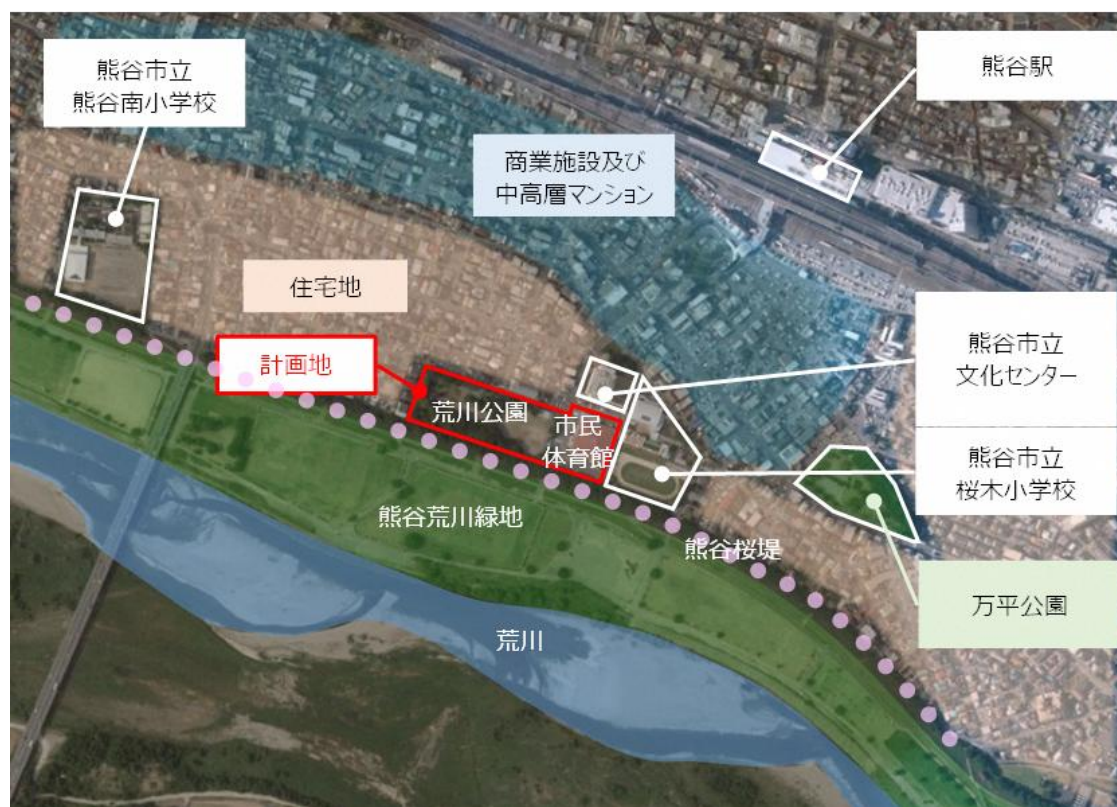 熊谷市立
熊谷南小学校
熊谷駅
商業施設及び
中高層マンション
住宅地
計画地
荒川公園
市民
体育館
熊谷市立
文化センター
熊谷市立
桜木小学校
熊谷荒川緑地
熊谷桜堤
万平公園
荒川